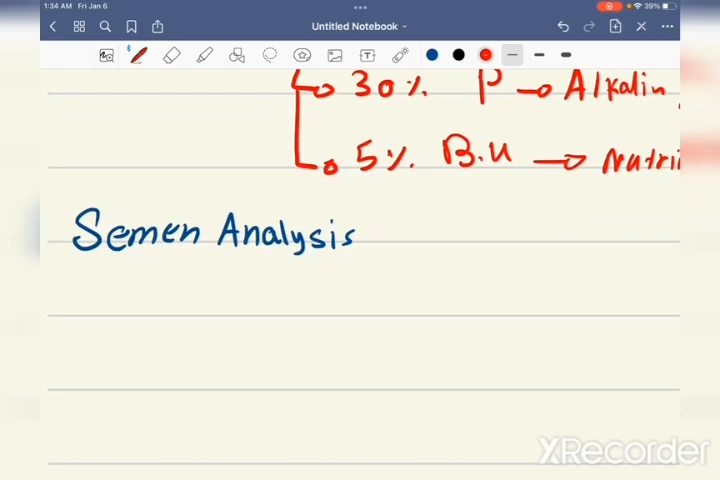 1:34 AM Fri Jan 6
39%
Untitled Notebook
30% P → Alkalin
5% B.U → nutri
Semen Analysis
XRecorder